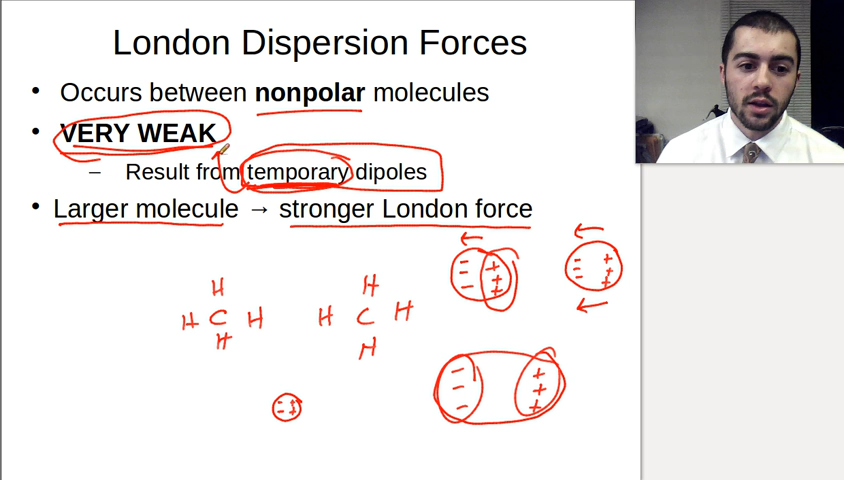 London Dispersion Forces
• Occurs between nonpolar molecules
• VERY WEAK
– Result from temporary dipoles
• Larger molecule → stronger London force
← ←
- + - +
- + - +
- + - +
←
H H
H C H H C H
H H
- +
- +
- +
- +
- +